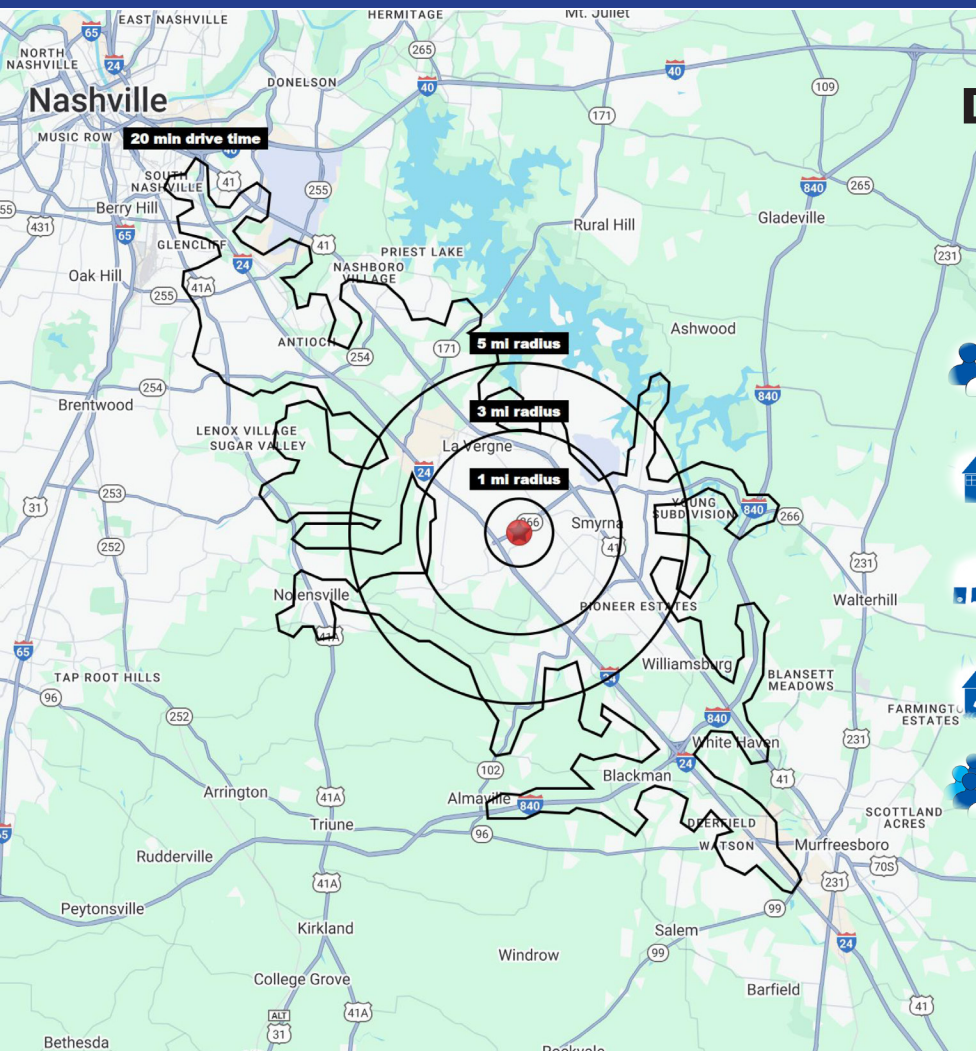 EAST NASHVILLE
HERMITAGE
Mt. Juliet
65
265
NORTH
NASHVILLE
24
40
40
DONELSON
109
Nashville
171
MUSIC ROW
20 min drive time
40
SOUTH
NASHVILLE
41
255
840
265
55
Berry Hill
431
65
Rural Hill
Gladeville
GLENCLIFF
41
PRIEST LAKE
231
24
NASHBORO
VILLAGE
Oak Hill
41A
255
Ashwood
ANTIOCH
5 mi radius
171
254
254
840
Brentwood
3 mi radius
LENOX VILLAGE
SUGAR VALLEY
La Vergne
24
1 mi radius
253
31
YOUNG
SUBDIVISION
840
266
266
Smyrna
252
41
231
Nolensville
Walterhill
PIONEER ESTATES
41A
65
Williamsburg
TAP ROOT HILLS
24
BLANSETT
MEADOWS
96
252
840
FARMINGT
ESTATES
White Haven
231
24
102
Blackman
41
Arrington
41A
Almaville
840
Triune
96
DEERFIELD
WATSON
SCOTTLAND
ACRES
65
Murfreesboro
Rudderville
70S
41A
231
Peytonsville
99
Kirkland
Salem
24
Windrow
99
College Grove
Barfield
41A
41
ALT
31
Bethesda
Rockvale